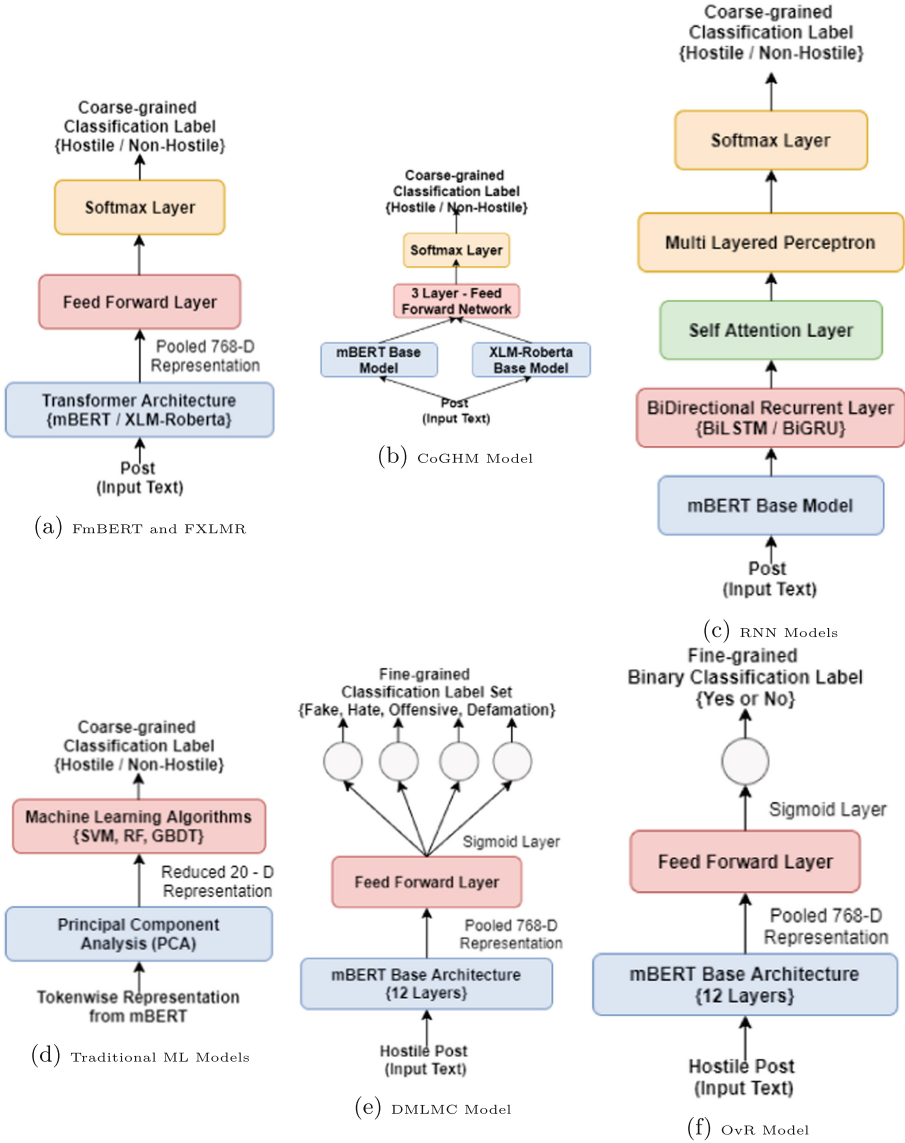 Coarse-grained
Classification Label
{Hostile / Non-Hostile}
Softmax Layer
Feed Forward Layer
Pooled 768-D
Representation
Transformer Architecture
{mBERT / XLM-Roberta}
Post
(Input Text)
(a) FmBERT and FXLMR
Coarse-grained
Classification Label
{Hostile / Non-Hostile}
Softmax Layer
3 Layer - Feed
Forward Network
mBERT Base
Model
XLM-Roberta
Base Model
Post
(Input Text)
(b) CoGHM Model
Coarse-grained
Classification Label
{Hostile / Non-Hostile}
Softmax Layer
Multi Layered Perceptron
Self Attention Layer
BiDirectional Recurrent Layer
{BiLSTM / BiGRU}
mBERT Base Model
Post
(Input Text)
(c) RNN Models
Coarse-grained
Classification Label
{Hostile / Non-Hostile}
Machine Learning Algorithms
{SVM, RF, GBDT}
Reduced 20 - D
Representation
Principal Component
Analysis (PCA)
Tokenwise Representation
from mBERT
(d) Traditional ML Models
Fine-grained
Classification Label Set
{Fake, Hate, Offensive, Defamation}
Sigmoid Layer
Feed Forward Layer
Pooled 768-D
Representation
mBERT Base Architecture
{12 Layers}
Hostile Post
(Input Text)
(e) DMLMC Model
Fine-grained
Binary Classification Label
{Yes or No}
Sigmoid Layer
Feed Forward Layer
Pooled 768-D
Representation
mBERT Base Architecture
{12 Layers}
Hostile Post
(Input Text)
(f) OvR Model